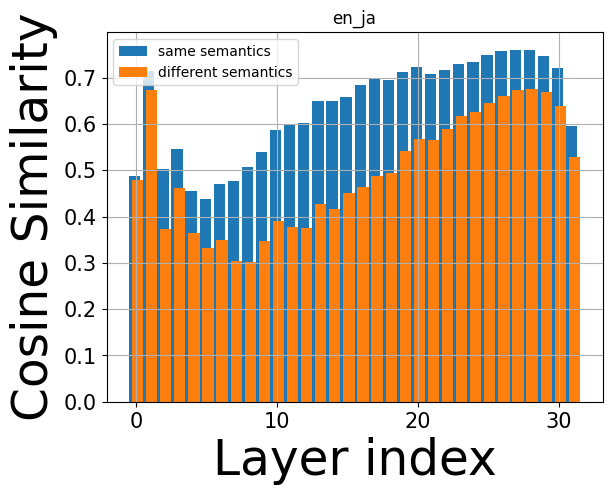 en_ja
same semantics
different semantics
Cosine Similarity
0.7
0.6
0.5
0.4
0.3
0.2
0.1
0.0
0 10 20 30
Layer index